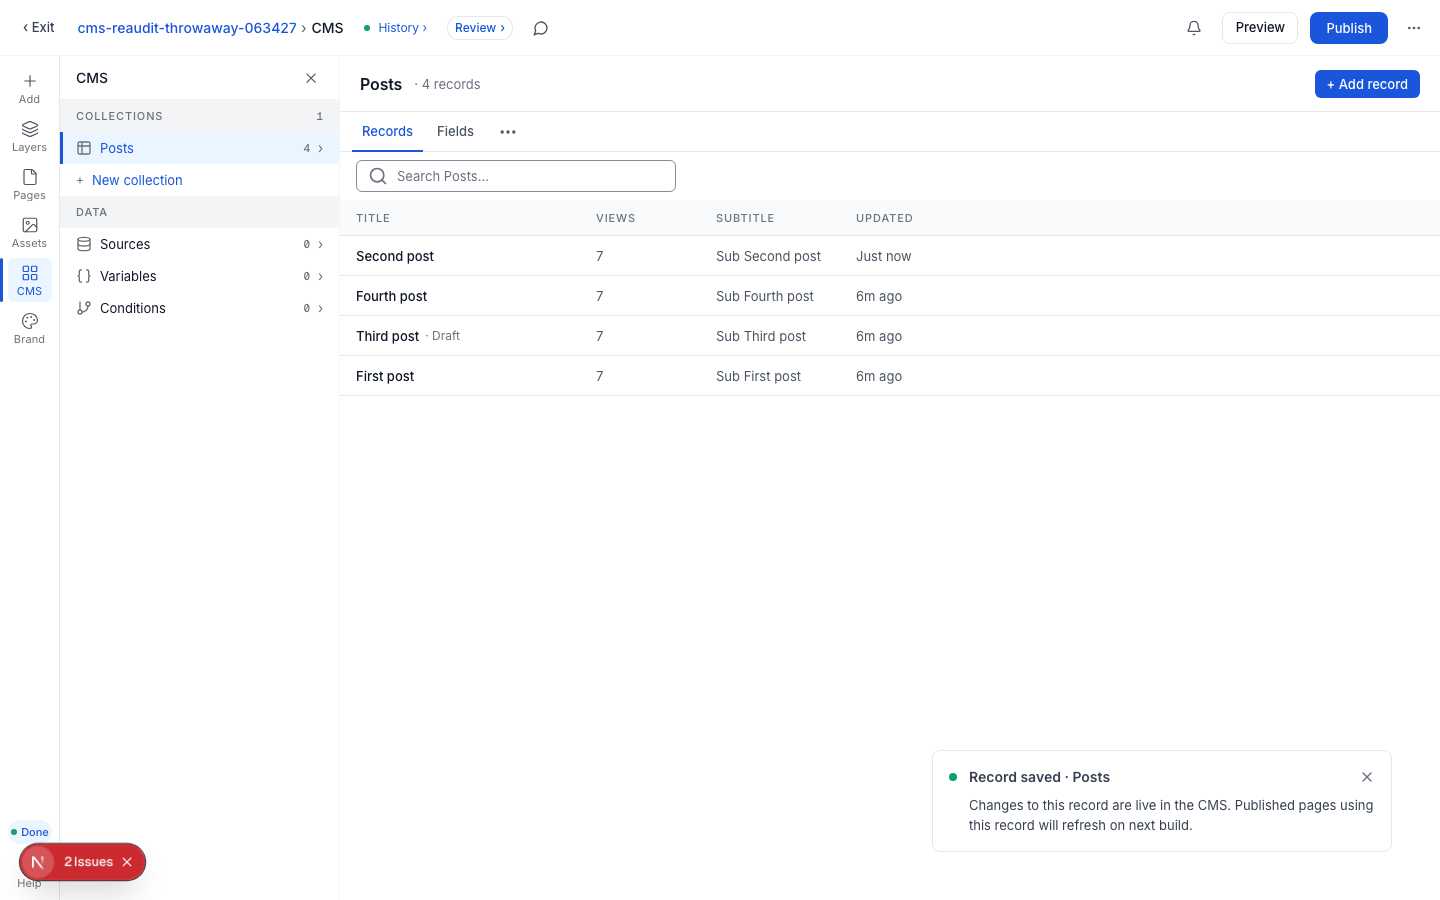 ‹ Exit
cms-reaudit-throwaway-063427 › CMS
History ›
Review ›
Preview
Publish
Add
Layers
Pages
Assets
CMS
Brand
Done
N
2 Issues
Help
CMS
COLLECTIONS 1
Posts 4 ›
+ New collection
DATA
Sources 0 ›
Variables 0 ›
Conditions 0 ›
Posts · 4 records
+ Add record
Records Fields
Search Posts...
TITLE VIEWS SUBTITLE UPDATED
Second post 7 Sub Second post Just now
Fourth post 7 Sub Fourth post 6m ago
Third post · Draft 7 Sub Third post 6m ago
First post 7 Sub First post 6m ago
Record saved · Posts
Changes to this record are live in the CMS. Published pages using
this record will refresh on next build.